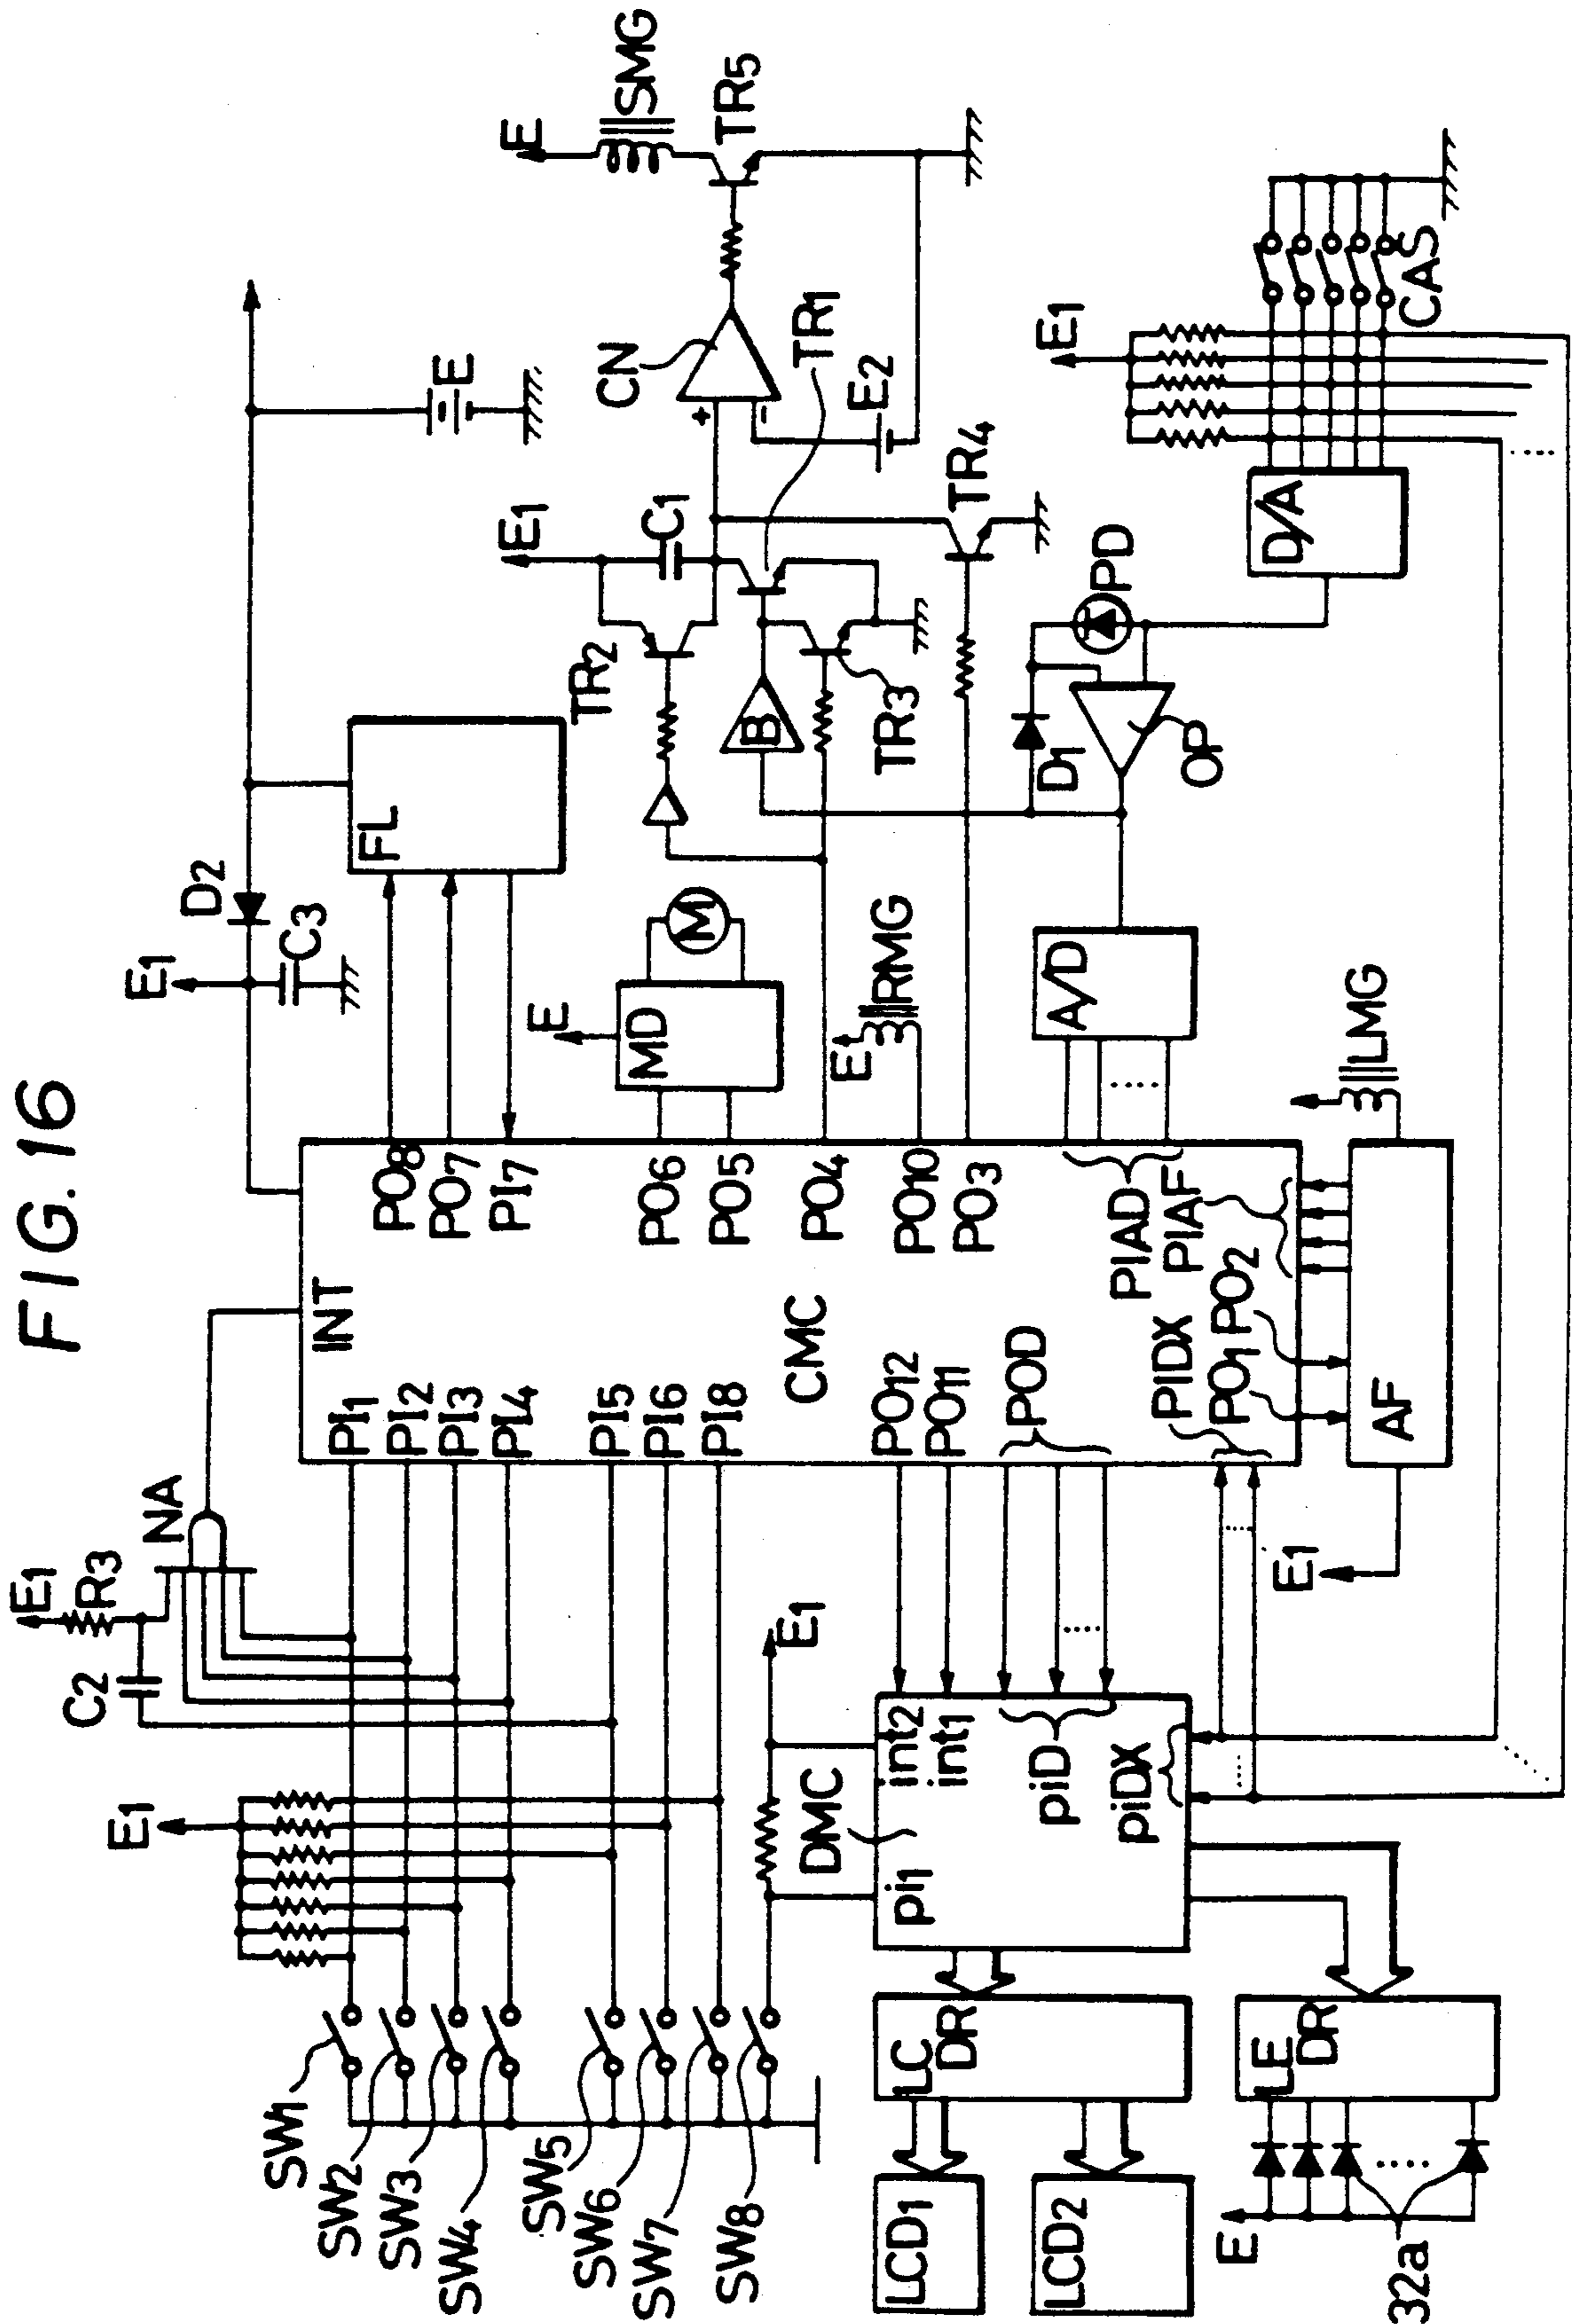 FIG. 16
E1
R3
NA
C2
E1
SW1
SW2
SW3
SW4
SW5
SW6
SW7
SW8
INT
PI1
PI2
PI3
PI4
PI5
PI6
PI8
CMC
PO12
PO11
POD
PIDX
PO1
PO2
PIAF
PIAD
PO3
PO10
PO4
PO5
PO6
PI7
PO7
PO8
E1
D2
C3
FL
E
MD
M
E
RMG
A/D
LMG
AF
E1
E
TR2
E1
C1
B
TR3
TR1
CN
+
-
E2
E
SMG
TR5
TR4
D1
OP
PD
D/A
E1
CAS
E1
DMC
pi1
int2
int1
piD
piDX
LC
DR
LE
DR
LCD1
LCD2
E
32a